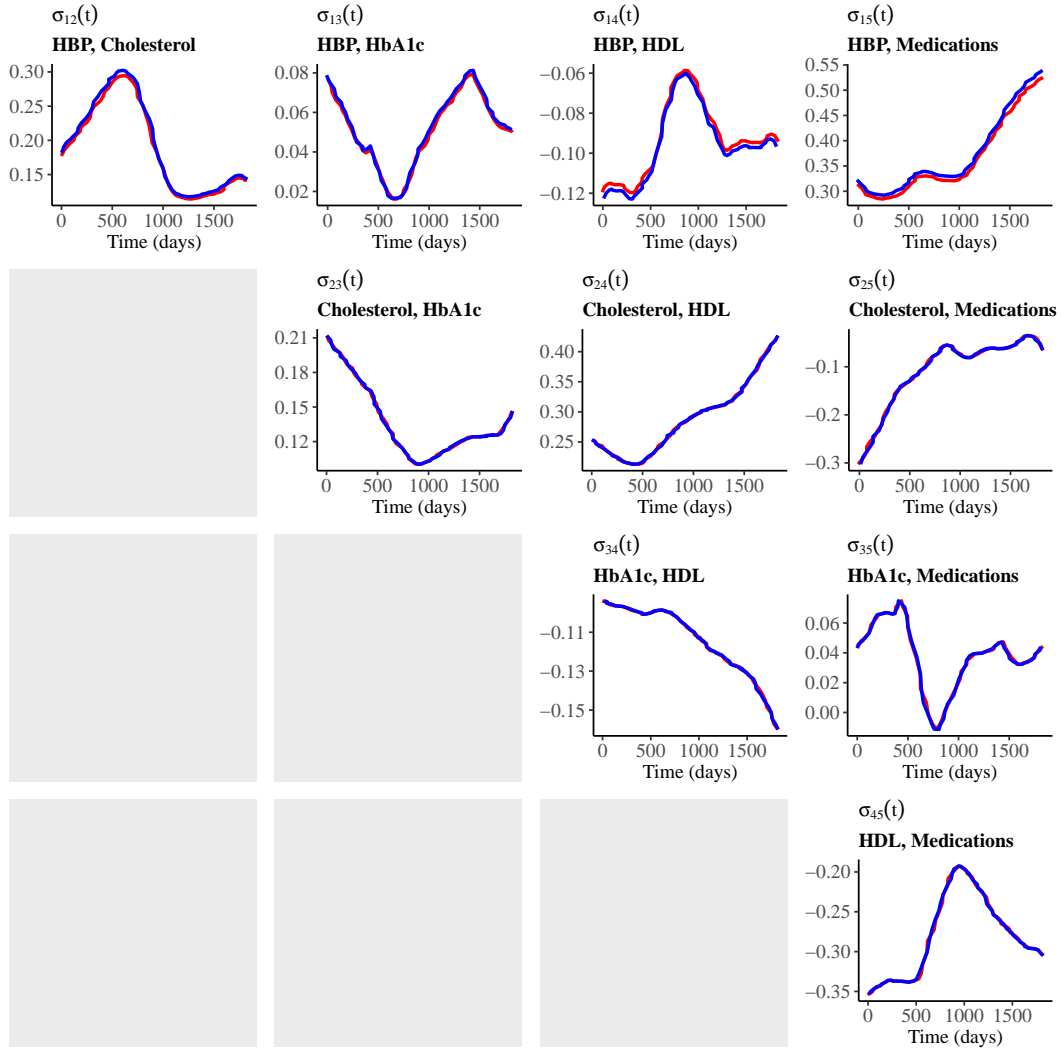 σ₁₂(t)
HBP, Cholesterol
0.30
0.25
0.20
0.15
0 500 1000 1500
Time (days)
σ₁₃(t)
HBP, HbA1c
0.08
0.06
0.04
0.02
0 500 1000 1500
Time (days)
σ₁₄(t)
HBP, HDL
−0.06
−0.08
−0.10
−0.12
0 500 1000 1500
Time (days)
σ₁₅(t)
HBP, Medications
0.55
0.50
0.45
0.40
0.35
0.30
0 500 1000 1500
Time (days)
σ₂₃(t)
Cholesterol, HbA1c
0.21
0.18
0.15
0.12
0 500 1000 1500
Time (days)
σ₂₄(t)
Cholesterol, HDL
0.40
0.35
0.30
0.25
0 500 1000 1500
Time (days)
σ₂₅(t)
Cholesterol, Medications
−0.1
−0.2
−0.3
0 500 1000 1500
Time (days)
σ₃₄(t)
HbA1c, HDL
−0.11
−0.13
−0.15
0 500 1000 1500
Time (days)
σ₃₅(t)
HbA1c, Medications
0.06
0.04
0.02
0.00
0 500 1000 1500
Time (days)
σ₄₅(t)
HDL, Medications
−0.20
−0.25
−0.30
−0.35
0 500 1000 1500
Time (days)